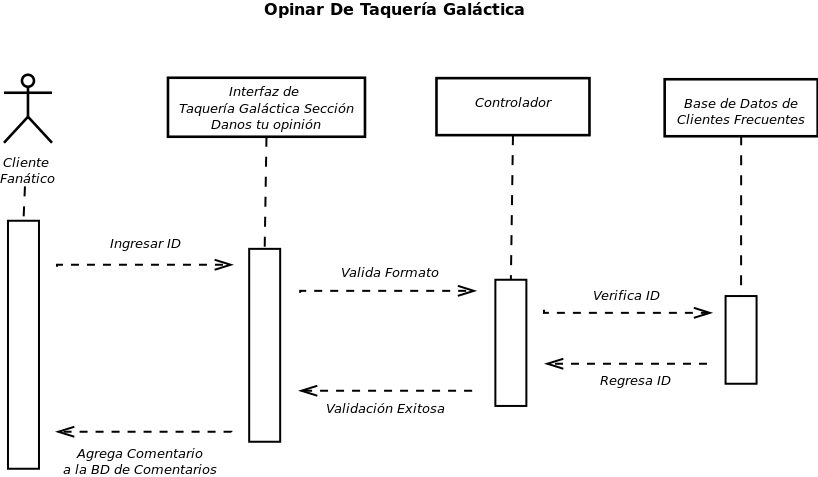 Opinar De Taquería Galáctica
Interfaz de
Taquería Galáctica Sección
Danos tu opinión
Controlador
Base de Datos de
Clientes Frecuentes
Cliente
Fanático
Ingresar ID
Valida Formato
Verifica ID
Regresa ID
Validación Exitosa
Agrega Comentario
a la BD de Comentarios